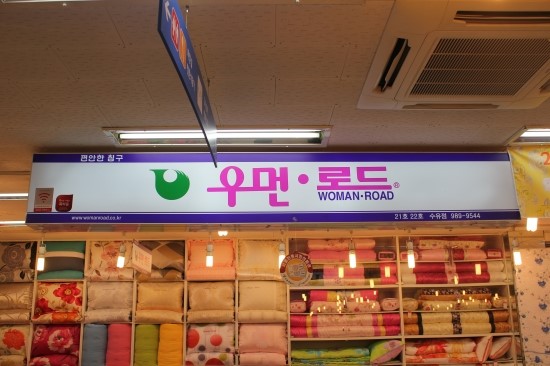 편안한 침구
우먼·로드®
WOMAN·ROAD
www.womanroad.co.kr
21호 22호 수유점 989-9544